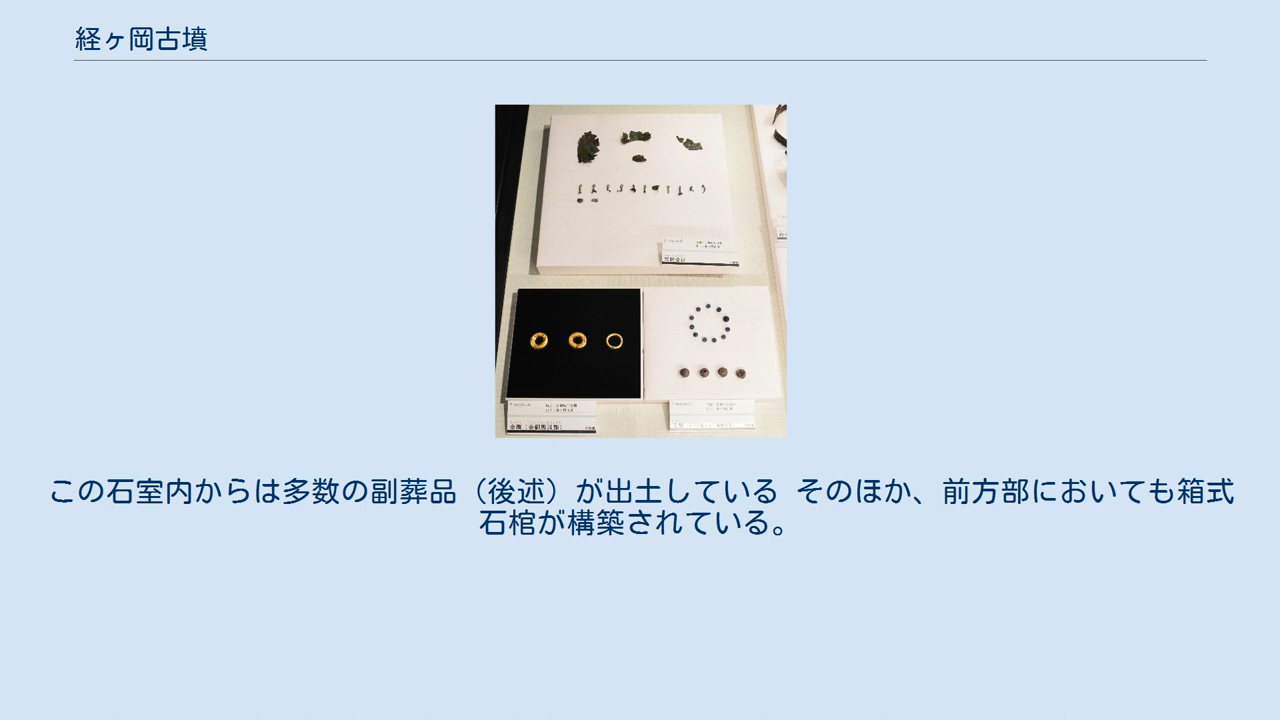 経ヶ岡古墳
この石室内からは多数の副葬品（後述）が出土している そのほか、前方部においても箱式
石棺が構築されている。